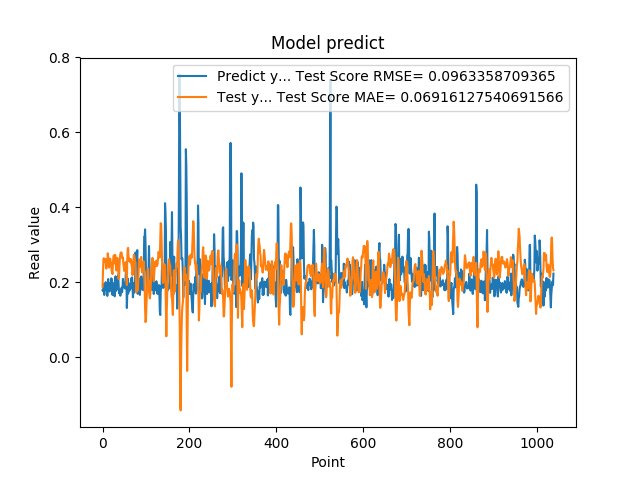 Model predict
Predict y... Test Score RMSE= 0.0963358709365
Test y... Test Score MAE= 0.06916127540691566
0.8
0.6
0.4
0.2
0.0
Real value
0 200 400 600 800 1000
Point